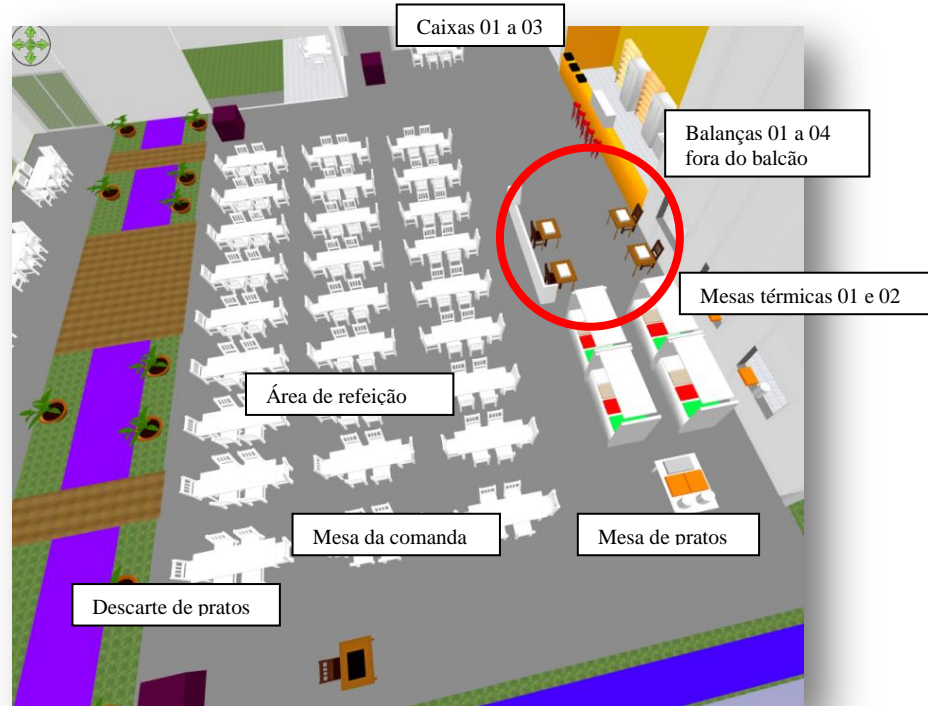 Caixas 01 a 03
Balanças 01 a 04
fora do balcão
Mesas térmicas 01 e 02
Área de refeição
Mesa da comanda
Mesa de pratos
Descarte de pratos